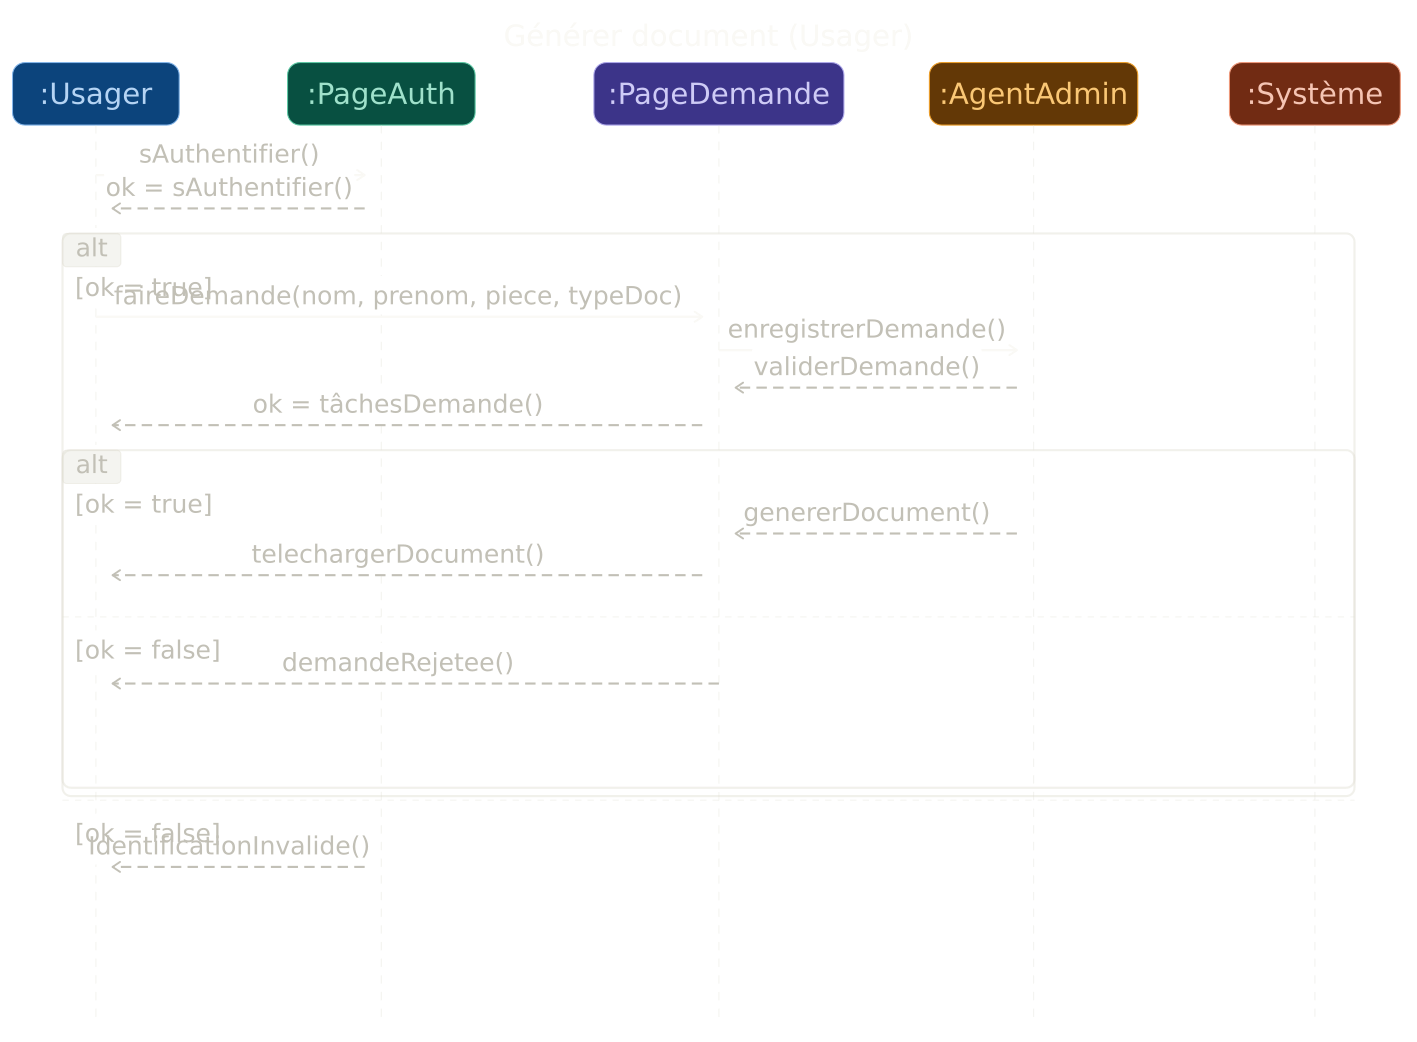 Générer document (Usager)
:Usager
:PageAuth
:PageDemande
:AgentAdmin
:Système
sAuthentifier()
ok = sAuthentifier()
alt
[ok = true]
faireDemande(nom, prenom, piece, typeDoc)
enregistrerDemande()
validerDemande()
ok = tâchesDemande()
alt
[ok = true]
genererDocument()
telechargerDocument()
[ok = false]
demandeRejetee()
[ok = false]
IdentificationInvalide()